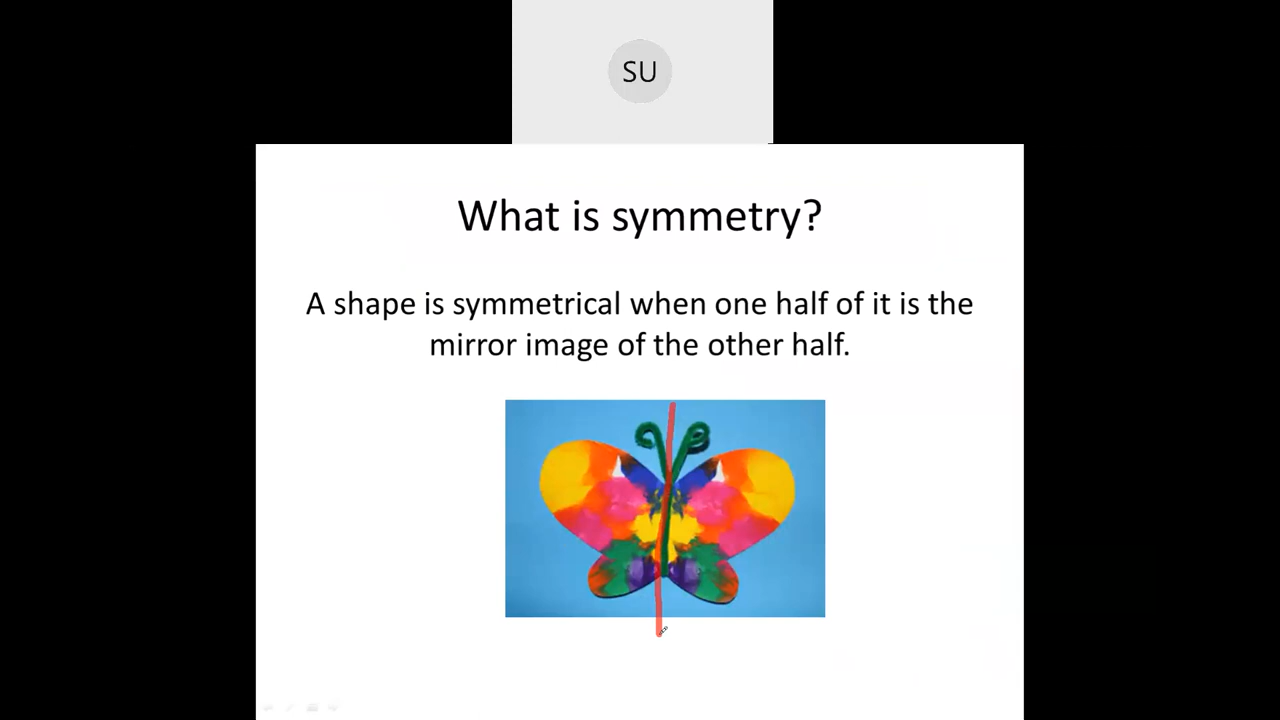 SU
What is symmetry?
A shape is symmetrical when one half of it is the
mirror image of the other half.